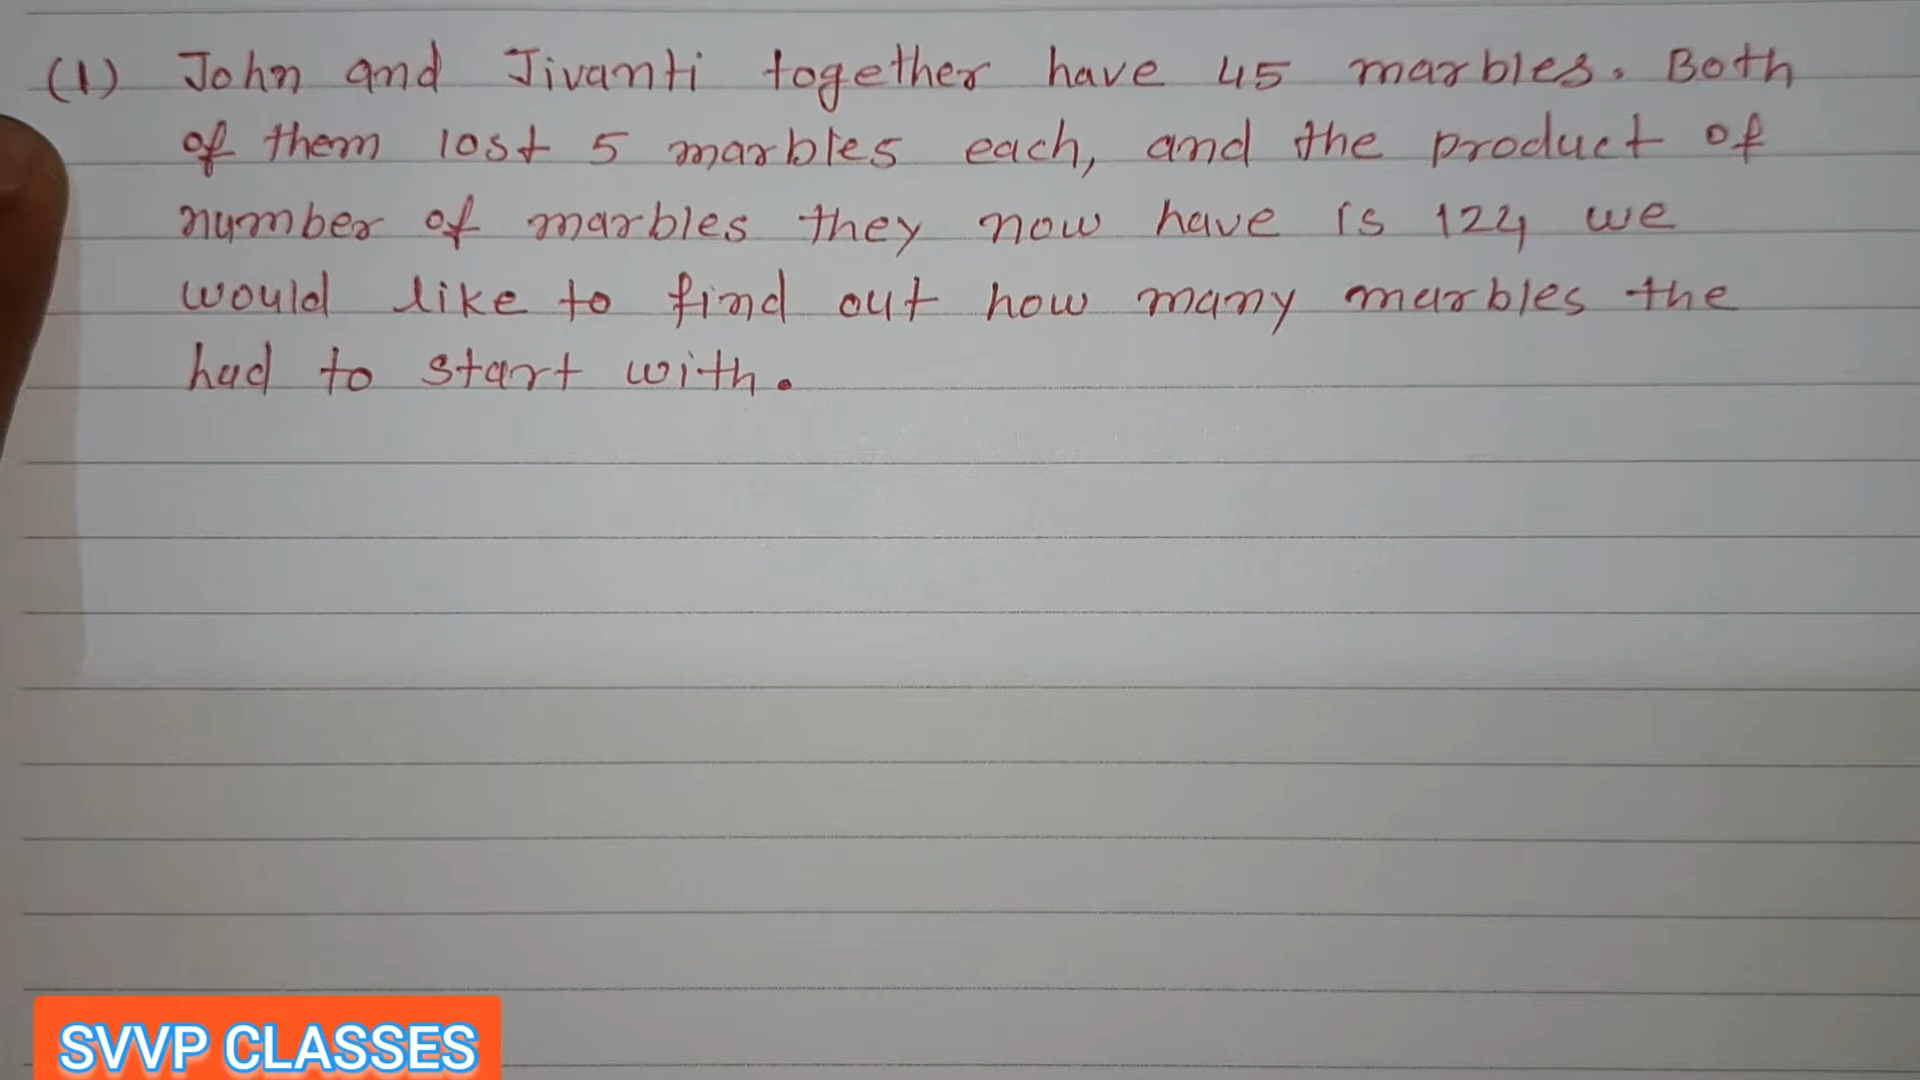 (1) John and Jivanti together have 45 marbles. Both
of them lost 5 marbles each, and the product of
number of marbles they now have is 124 we
would like to find out how many marbles the
had to start with.
SVVP CLASSES